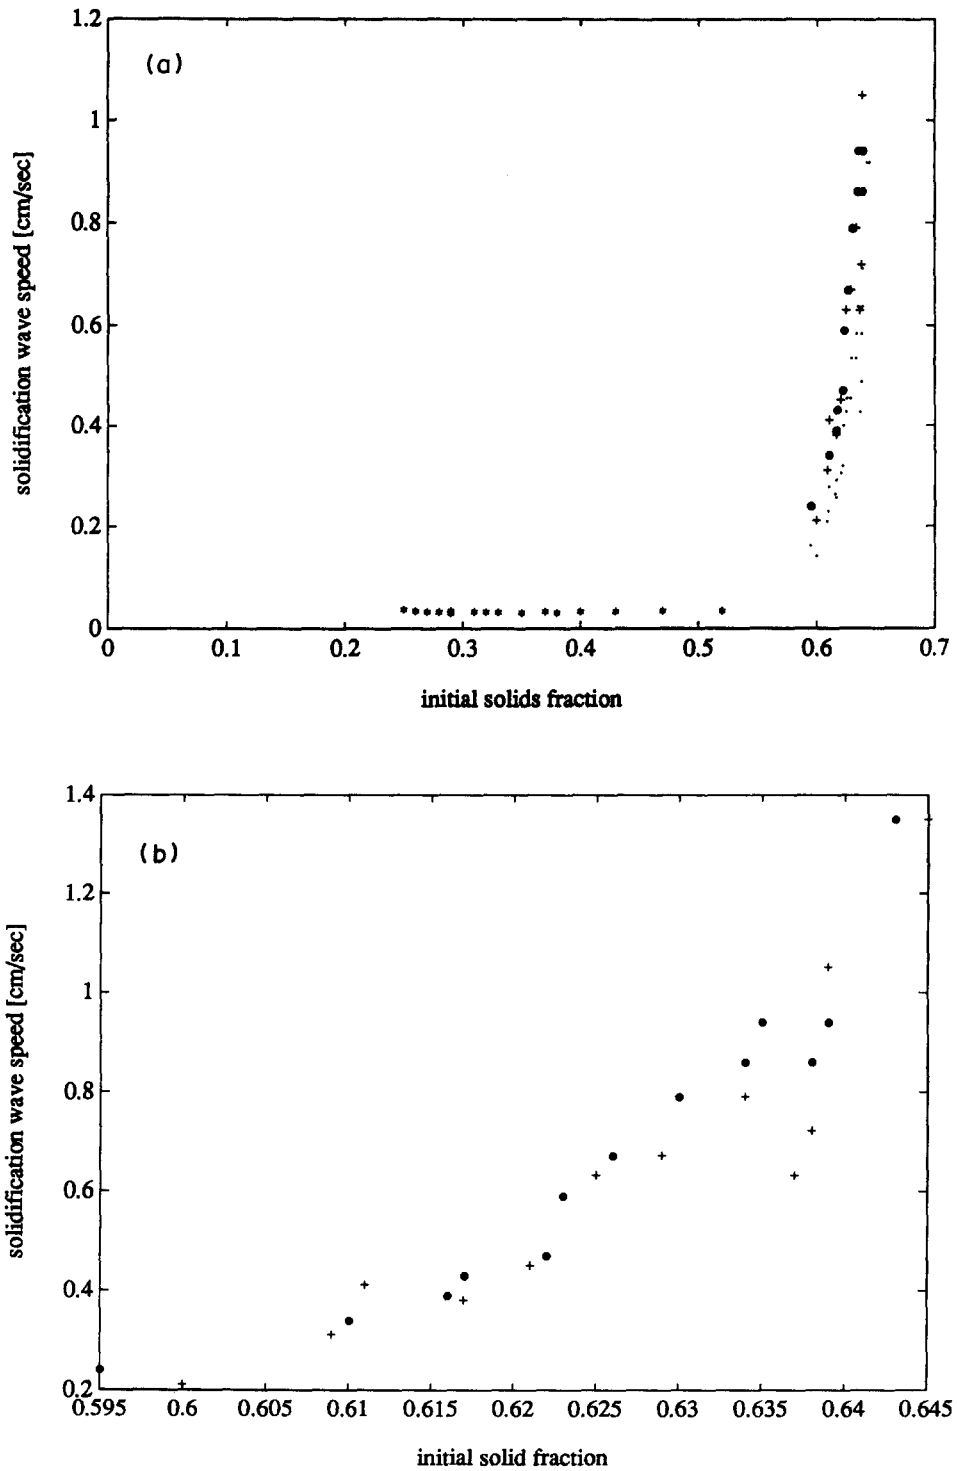 1.2
(a)
1
0.8
0.6
0.4
0.2
0
0 0.1 0.2 0.3 0.4 0.5 0.6 0.7
solidification wave speed [cm/sec]
initial solids fraction
1.4
(b)
1.2
1
0.8
0.6
0.4
0.2
0.595 0.6 0.605 0.61 0.615 0.62 0.625 0.63 0.635 0.64 0.645
solidification wave speed [cm/sec]
initial solid fraction